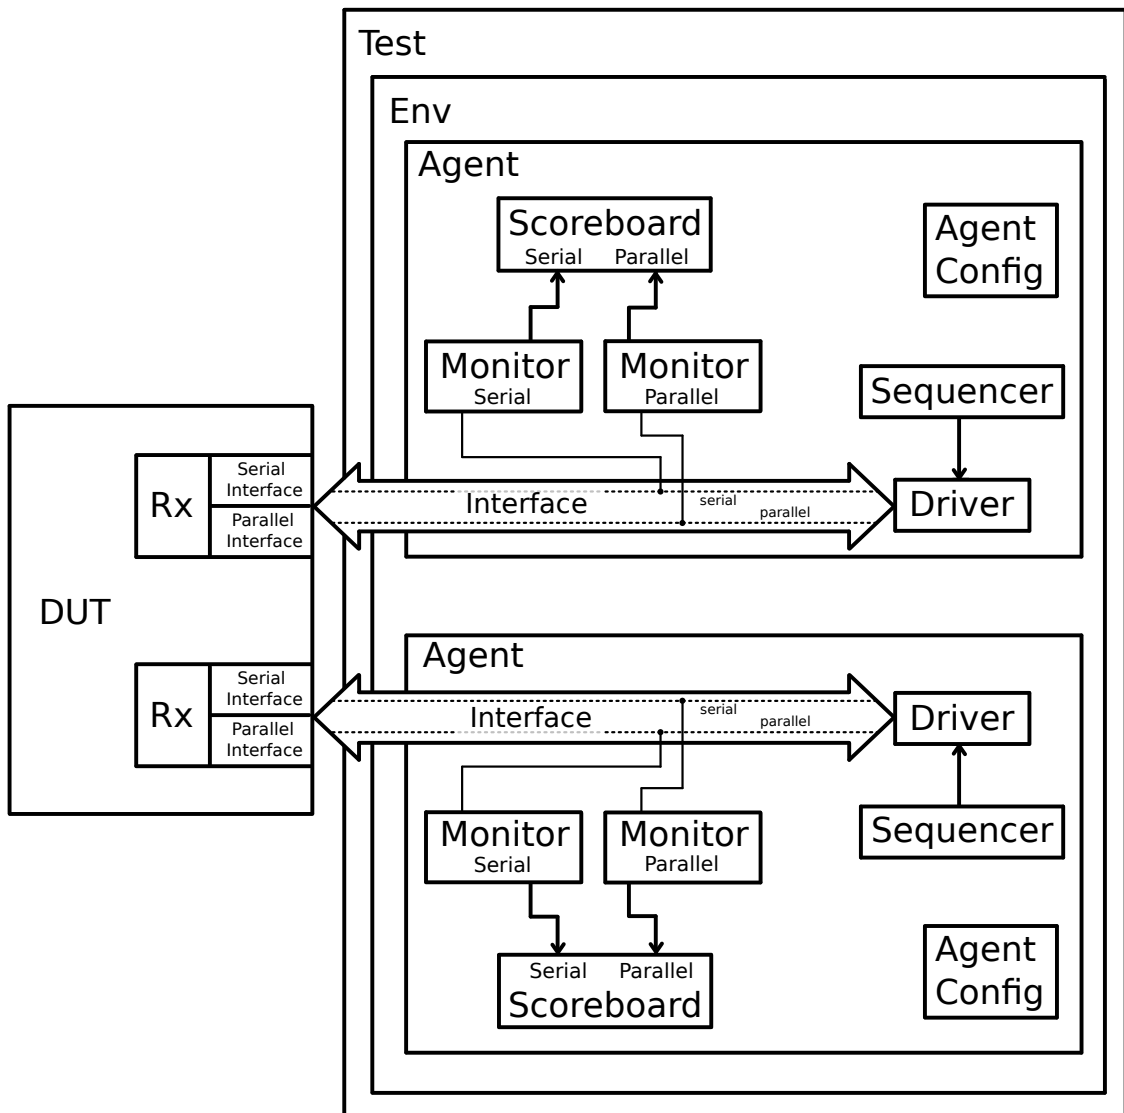 Test
Env
Agent
Scoreboard
Serial Parallel
Agent
Config
Monitor
Serial
Monitor
Parallel
Sequencer
Rx
Serial
Interface
Parallel
Interface
Interface
serial
parallel
Driver
DUT
Agent
Rx
Serial
Interface
Parallel
Interface
Interface
serial
parallel
Driver
Monitor
Serial
Monitor
Parallel
Sequencer
Serial Parallel
Scoreboard
Agent
Config